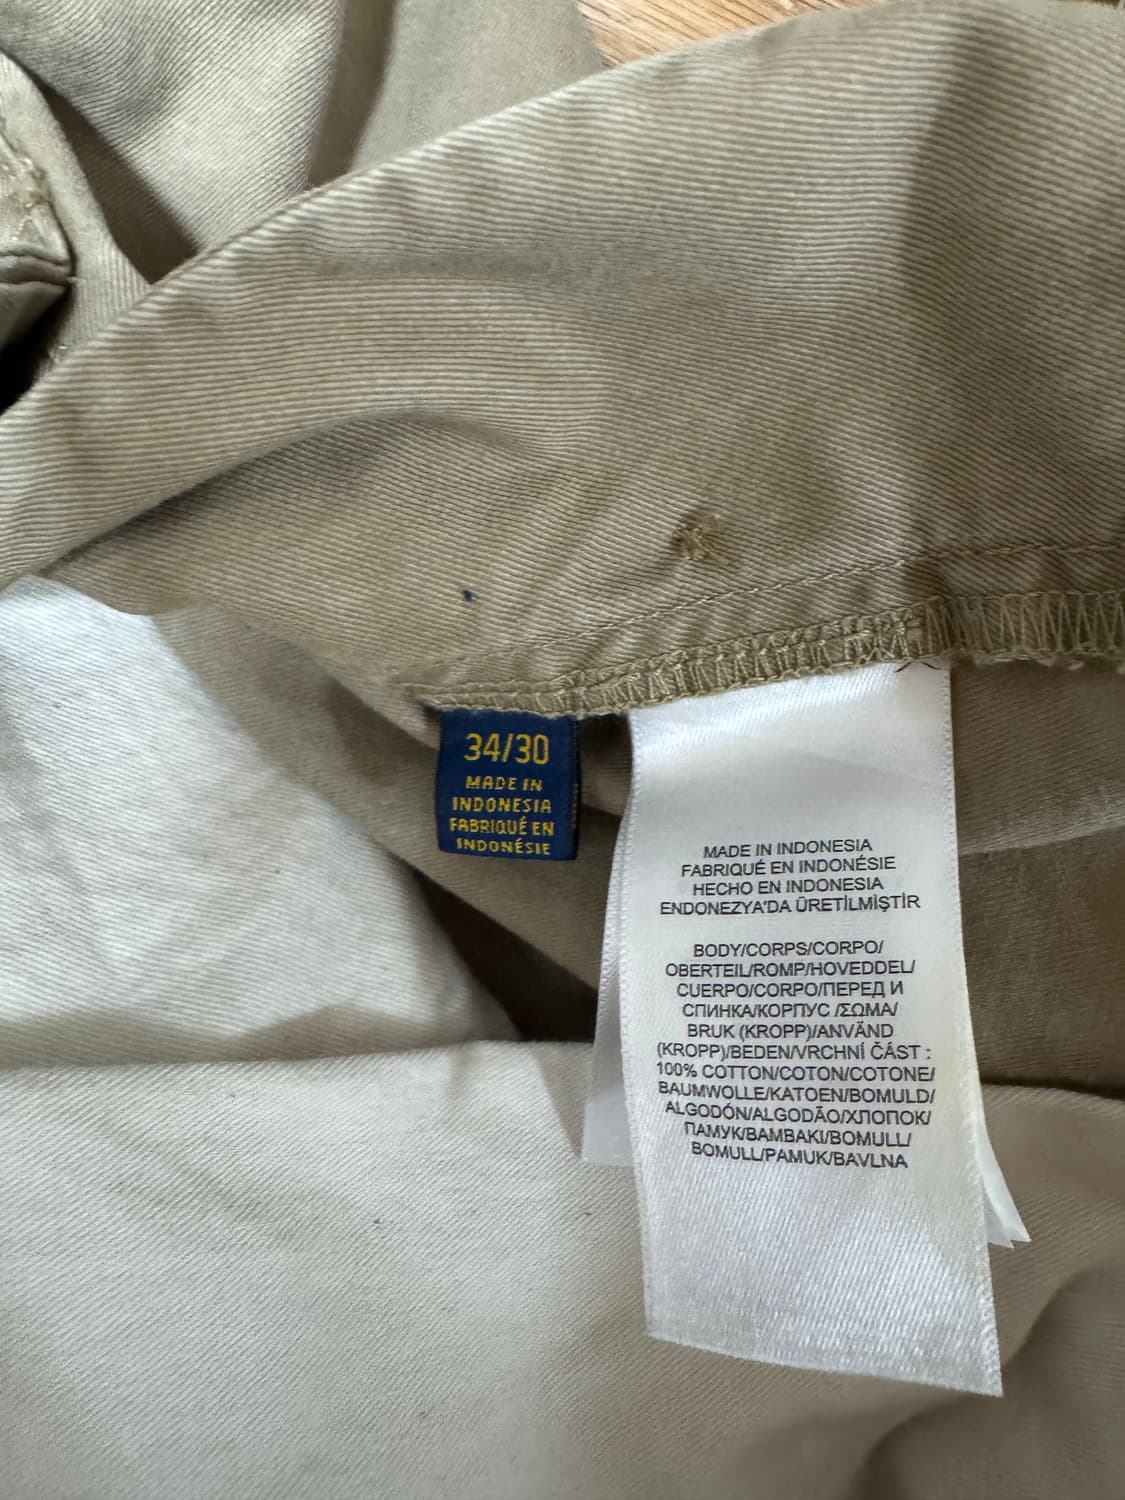 34/30
MADE IN
INDONESIA
FABRIQUÉ EN
INDONÉSIE
MADE IN INDONESIA
FABRIQUÉ EN INDONÉSIE
HECHO EN INDONESIA
ENDONEZYA'DA ÜRETİLMİŞTİR
BODY/CORPS/CORPO/
OBERTEIL/ROMP/HOVEDDEL/
CUERPO/CORPO/ПЕРЕД И
СПИНКА/КОРПУС /ΣΩΜΑ/
BRUK (KROPP)/ANVÄND
(KROPP)/BEDEN/VRCHNÍ ČÁST :
100% COTTON/COTON/COTONE/
BAUMWOLLE/KATOEN/BOMULD/
ALGODÓN/ALGODÃO/ХЛОПОК/
ПАМУК/ΒΑΜΒΑΚΙ/BOMULL/
BOMULL/PAMUK/BAVLNA